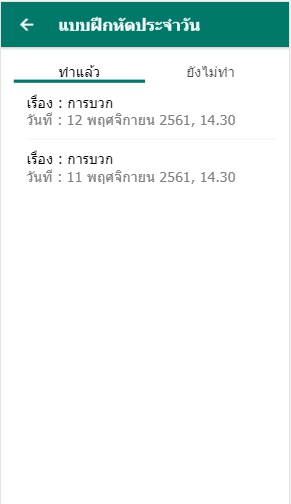 แบบฝึกหัดประจำวัน
ทำแล้ว ยังไม่ทำ
เรื่อง : การบวก
วันที่ : 12 พฤศจิกายน 2561, 14.30
เรื่อง : การบวก
วันที่ : 11 พฤศจิกายน 2561, 14.30